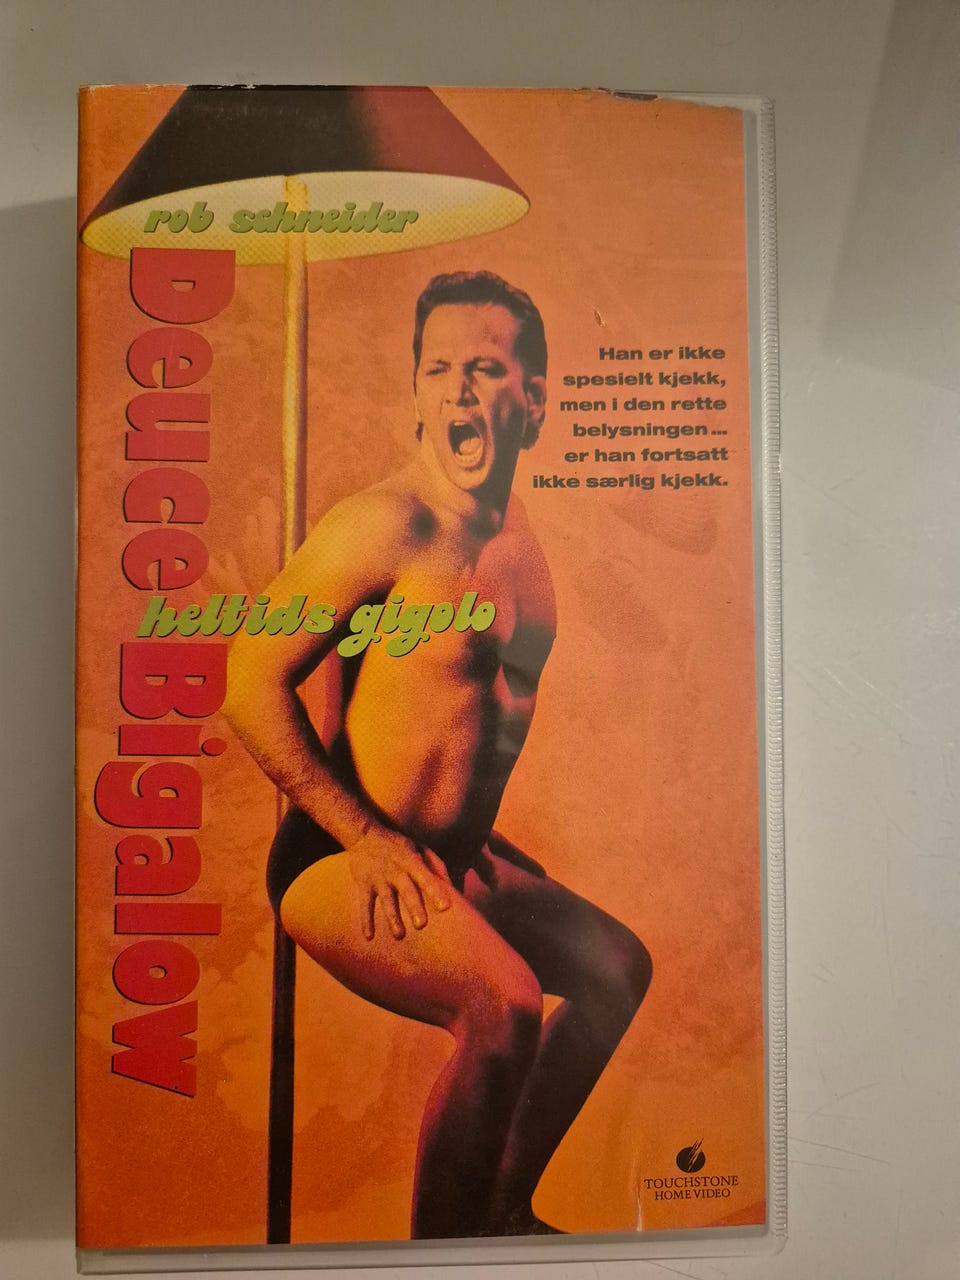 rob schneider
Deuce Bigalow
heltids gigolo
Han er ikke
spesielt kjekk,
men i den rette
belysningen...
er han fortsatt
ikke særlig kjekk.
TOUCHSTONE
HOME VIDEO